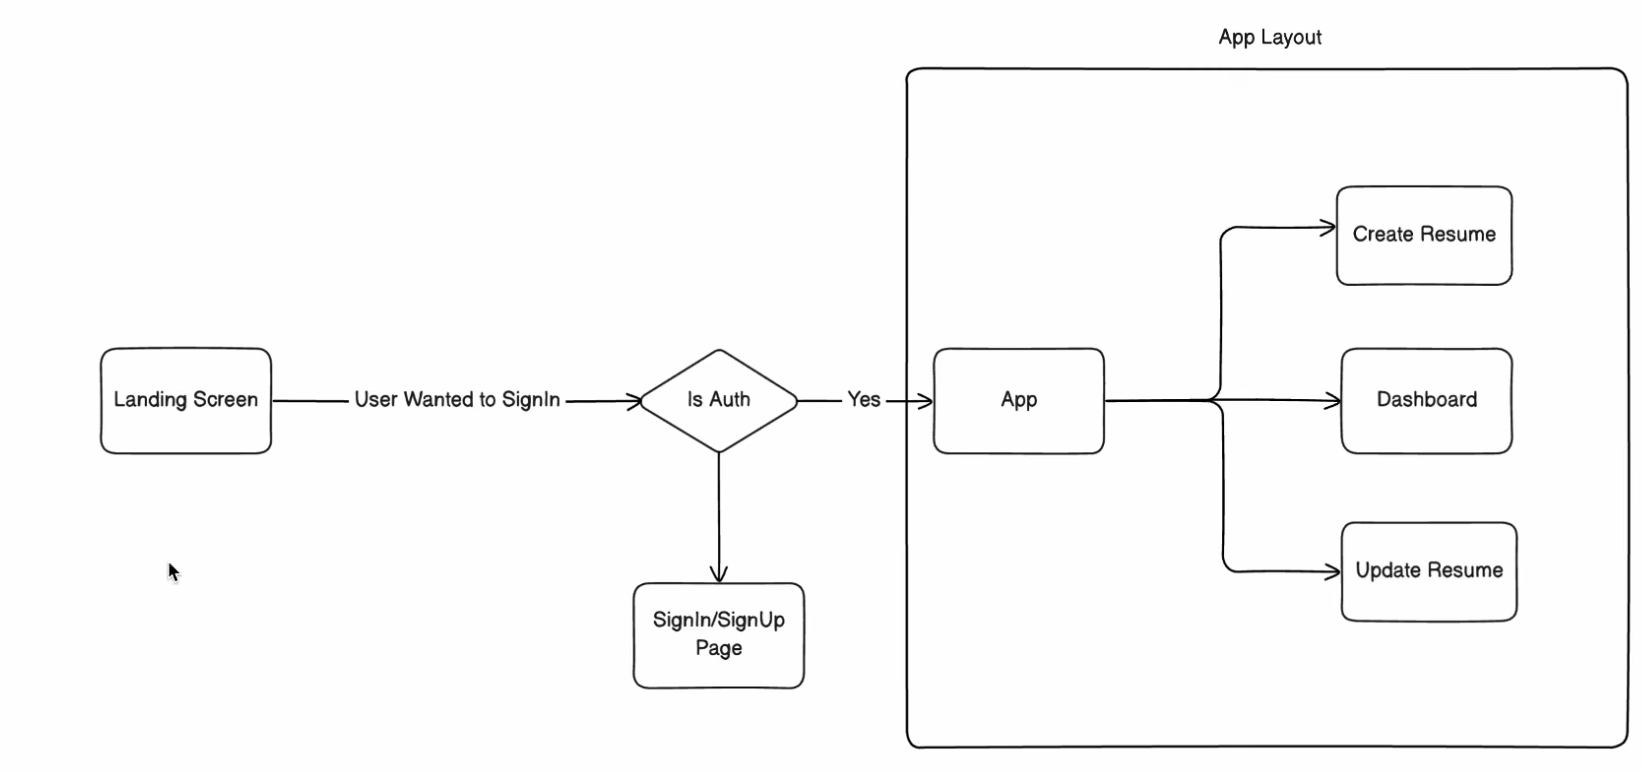 App Layout
Create Resume
Landing Screen
User Wanted to SignIn
Is Auth
Yes
App
Dashboard
Update Resume
SignIn/SignUp
Page